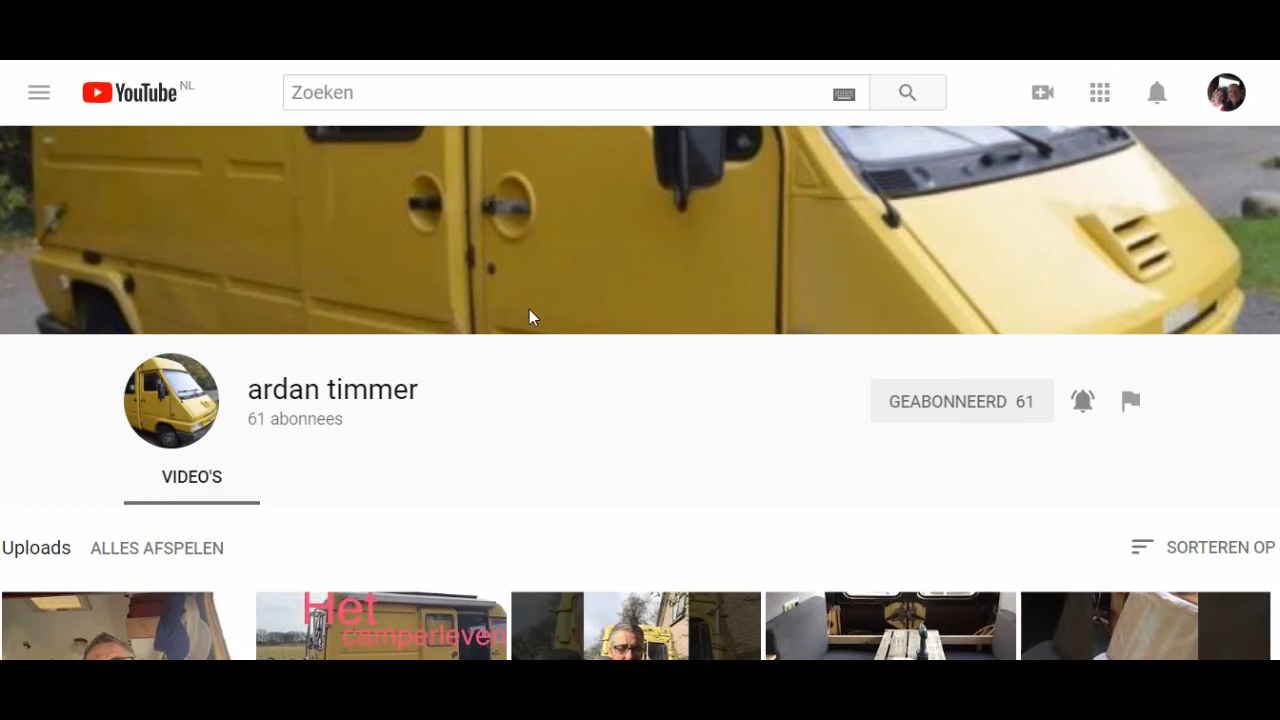 YouTube NL
Zoeken
ardan timmer
61 abonnees
GEABONNEERD 61
VIDEO'S
Uploads ALLES AFSPELEN
SORTEREN OP
Het
camperleven